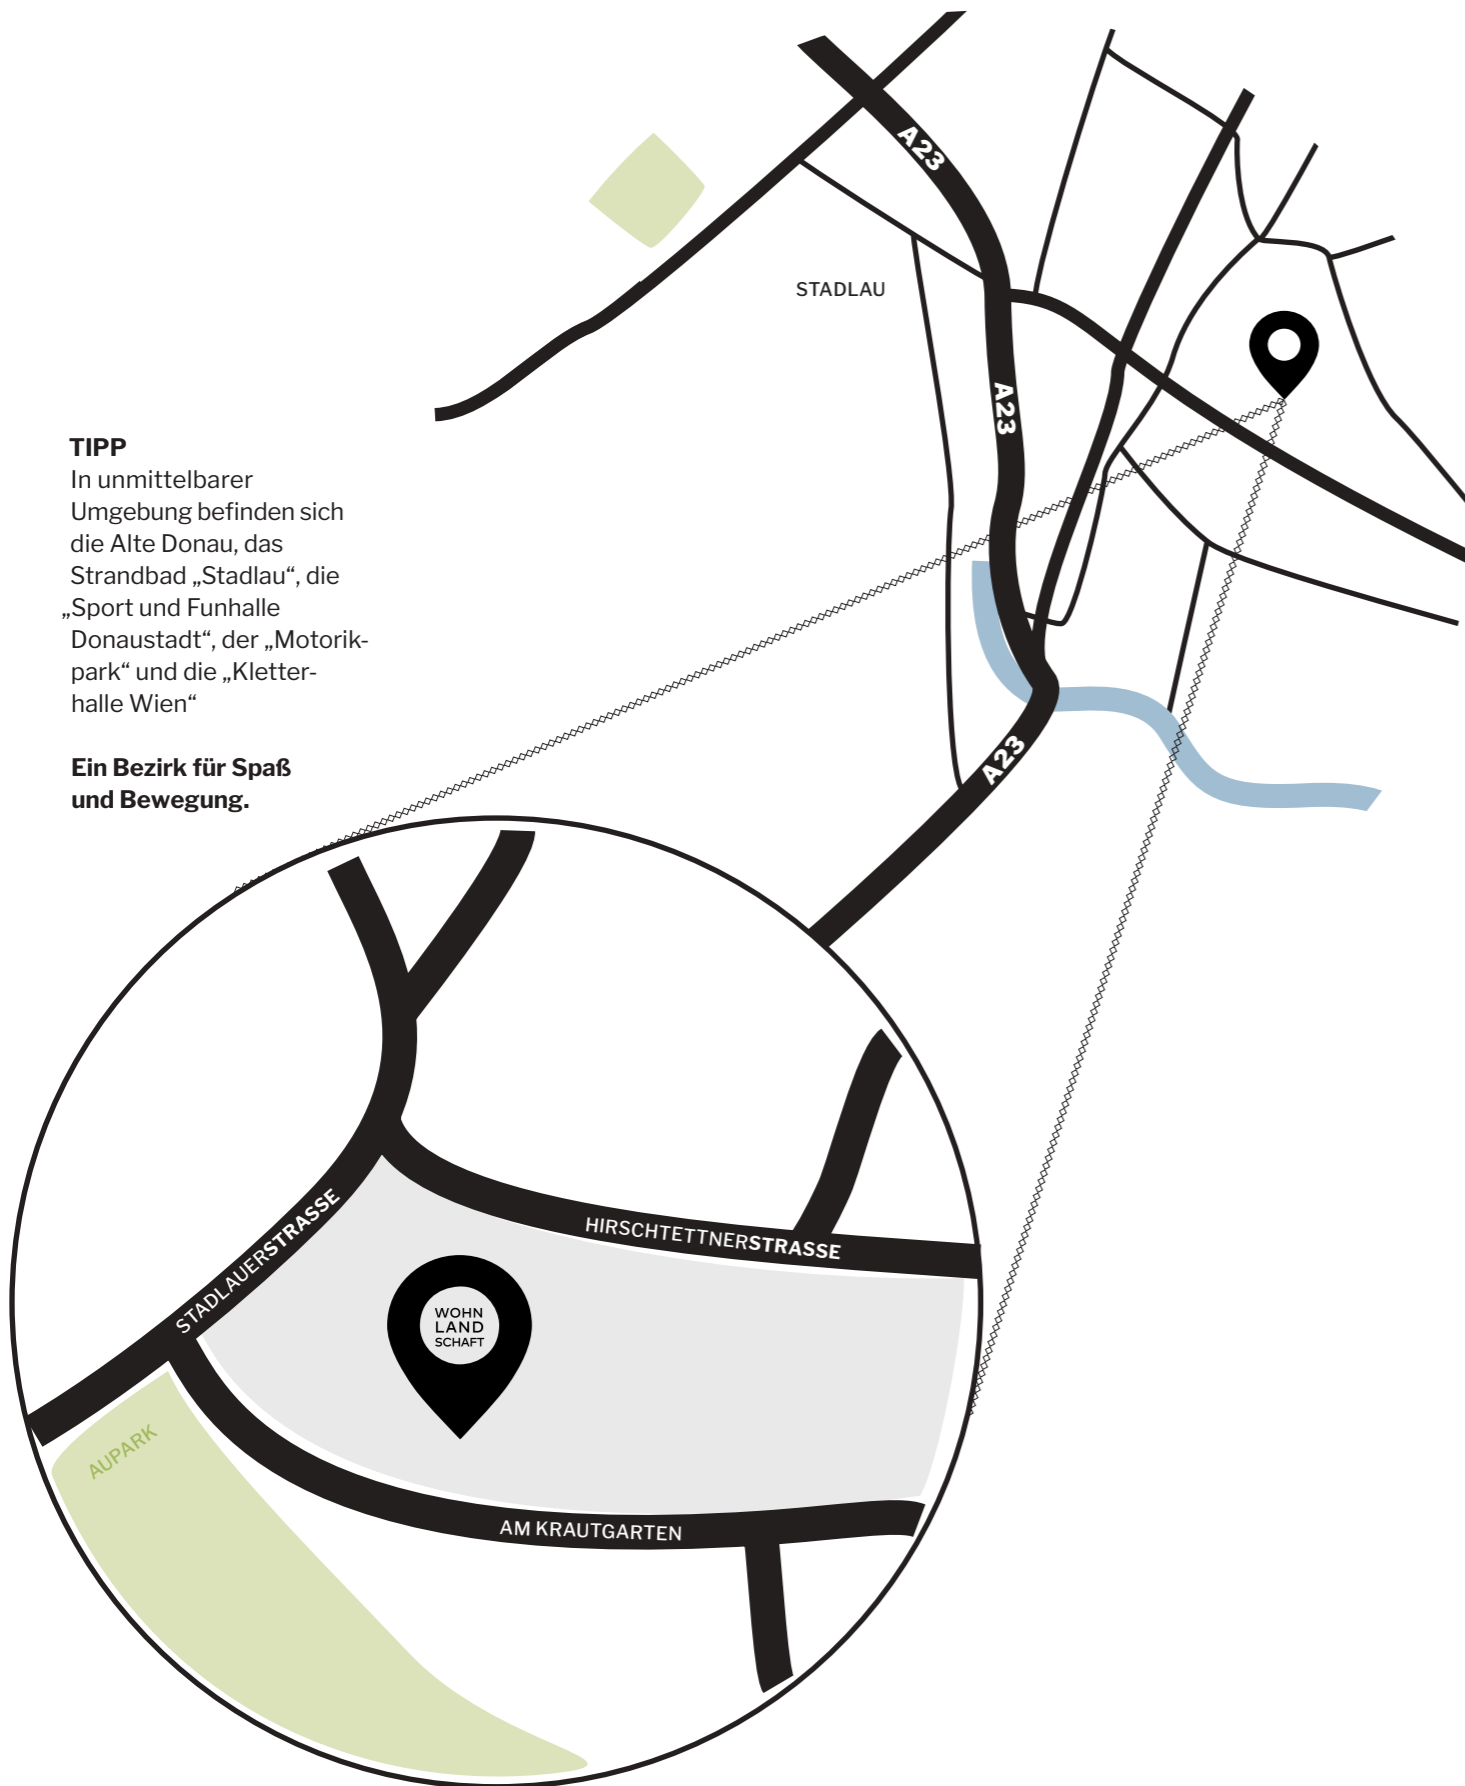 A23
STADLAU
A23
TIPP
In unmittelbarer
Umgebung befinden sich
die Alte Donau, das
Strandbad „Stadlau“, die
„Sport und Funhalle
Donaustadt“, der „Motorik-
park“ und die „Kletter-
halle Wien“
Ein Bezirk für Spaß
und Bewegung.
A23
STADLAUERSTRASSE
HIRSCHTETTNERSTRASSE
WOHN
LAND
SCHAFT
AUPARK
AM KRAUTGARTEN